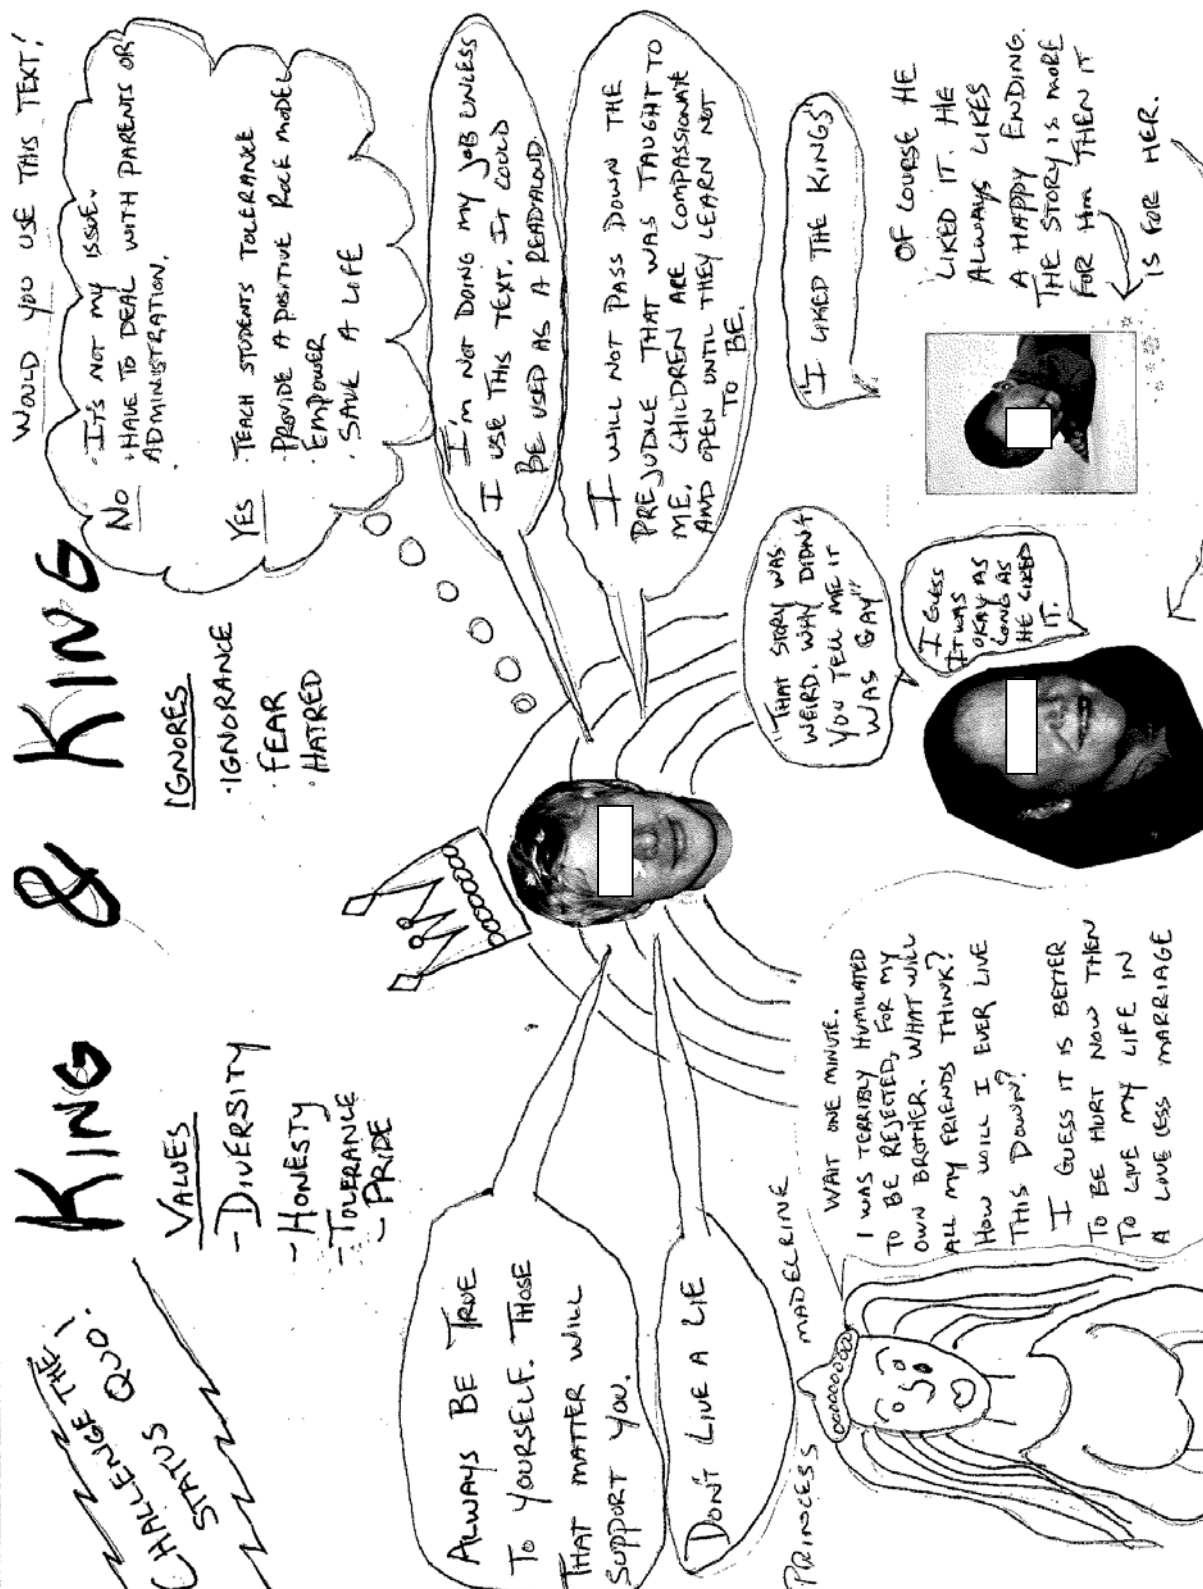 CHALLENGE THE
STATUS QUO!
KING & KING
WOULD YOU USE THIS TEXT?
VALUES
- DIVERSITY
- HONESTY
- TOLERANCE
- PRIDE
IGNORES
· IGNORANCE
· FEAR
· HATRED
NO
· IT'S NOT MY ISSUE.
· HAVE TO DEAL WITH PARENTS OR
ADMINISTRATION.
YES
· TEACH STUDENTS TOLERANCE
· PROVIDE A POSITIVE ROLE MODEL
· EMPOWER
· SAVE A LIFE
ALWAYS BE TRUE
TO YOURSELF. THOSE
THAT MATTER WILL
SUPPORT YOU.
DON'T LIVE A LIE
I'M NOT DOING MY JOB UNLESS
I USE THIS TEXT. IT COULD
BE USED AS A READALOUD.
I WILL NOT PASS DOWN THE
PREJUDICE THAT WAS TAUGHT TO
ME. CHILDREN ARE COMPASSIONATE
AND OPEN UNTIL THEY LEARN NOT
TO BE.
PRINCESS MADELRINE
WAIT ONE MINUTE.
I WAS TERRIBLY HUMILIATED
TO BE REJECTED, FOR MY
OWN BROTHER. WHAT WILL
ALL MY FRIENDS THINK?
HOW WILL I EVER LIVE
THIS DOWN?
I GUESS IT IS BETTER
TO BE HURT NOW THEN
TO LIVE MY LIFE IN
A LOVELESS MARRIAGE
"THAT STORY WAS
WEIRD. WHY DIDN'T
YOU TELL ME IT
WAS GAY"
I GUESS
IT WAS
OKAY AS
LONG AS
HE LIKED
IT.
"I LIKED THE KINGS"
OF COURSE HE
LIKED IT. HE
ALWAYS LIKES
A HAPPY ENDING.
THE STORY IS MORE
FOR HIM THEN IT
IS FOR HER.